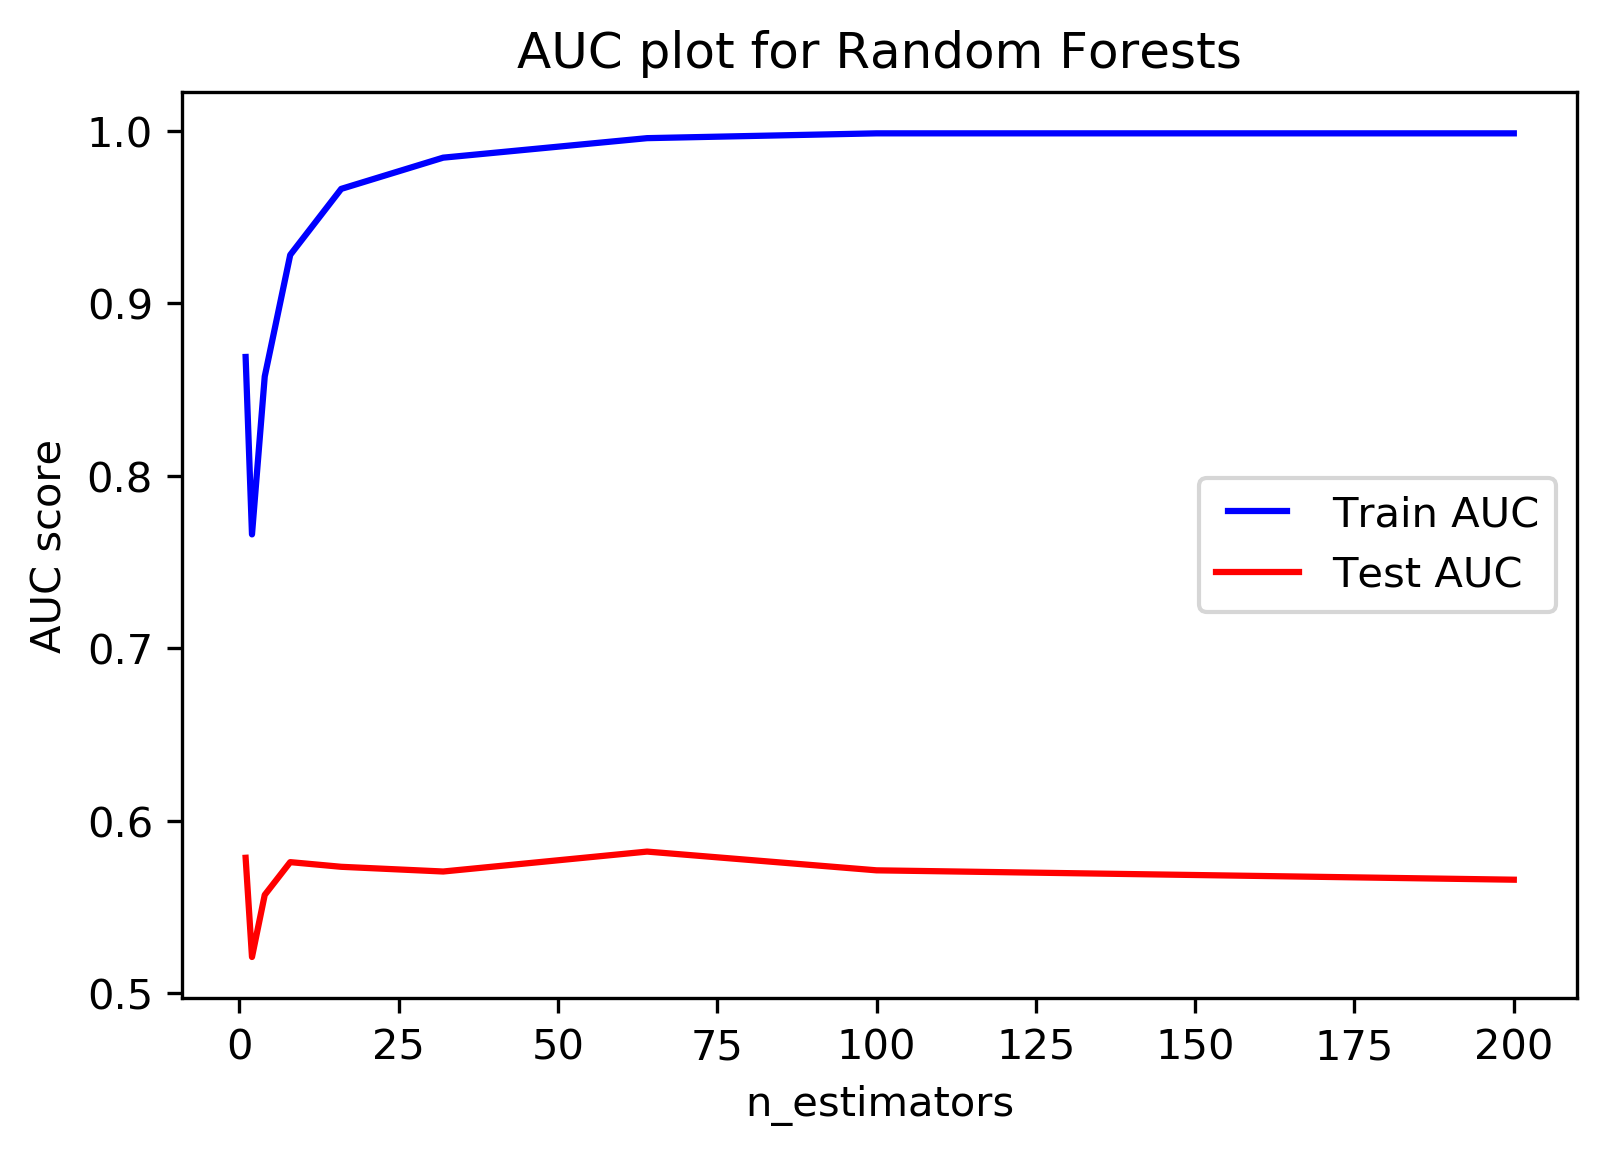 AUC plot for Random Forests
1.0
0.9
0.8
0.7
0.6
0.5
AUC score
Train AUC
Test AUC
0 25 50 75 100 125 150 175 200
n_estimators